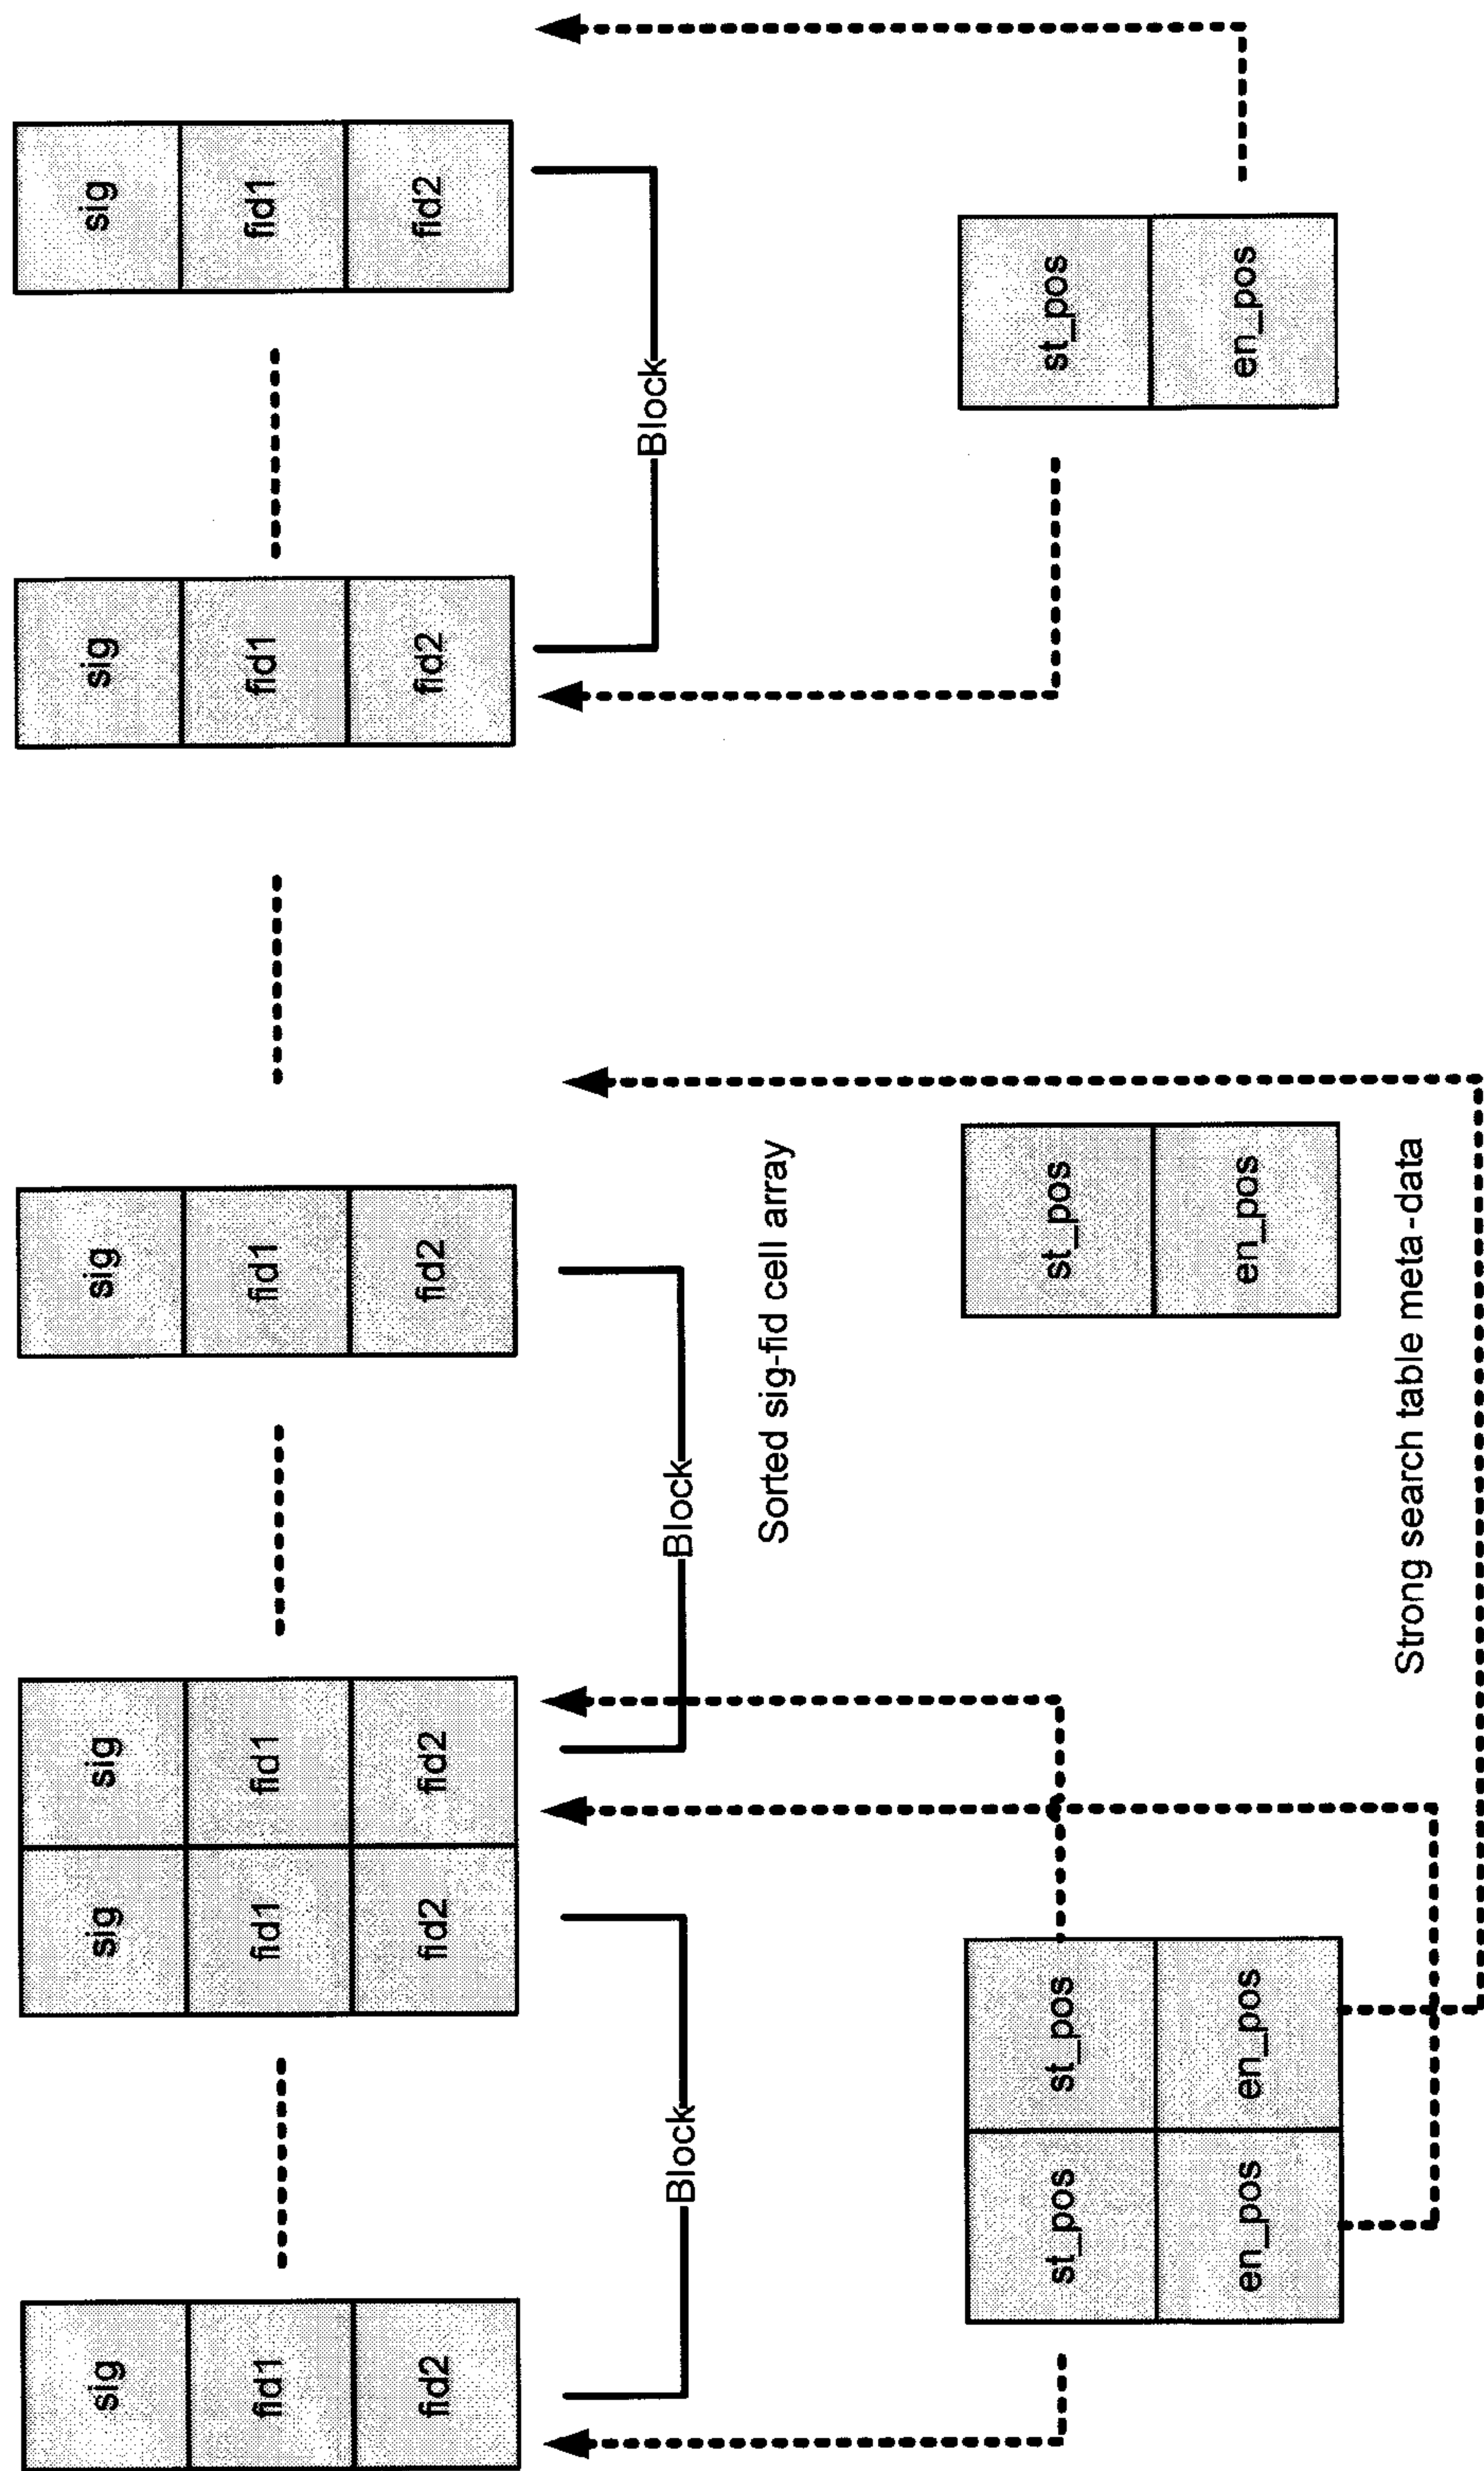 sig sig sig sig sig sig
fid1 fid1 fid1 fid1 fid1 fid1
fid2 fid2 fid2 fid2 fid2 fid2
Block Block Block
Sorted sig-fid cell array
st_pos st_pos st_pos st_pos
en_pos en_pos en_pos en_pos
Strong search table meta-data